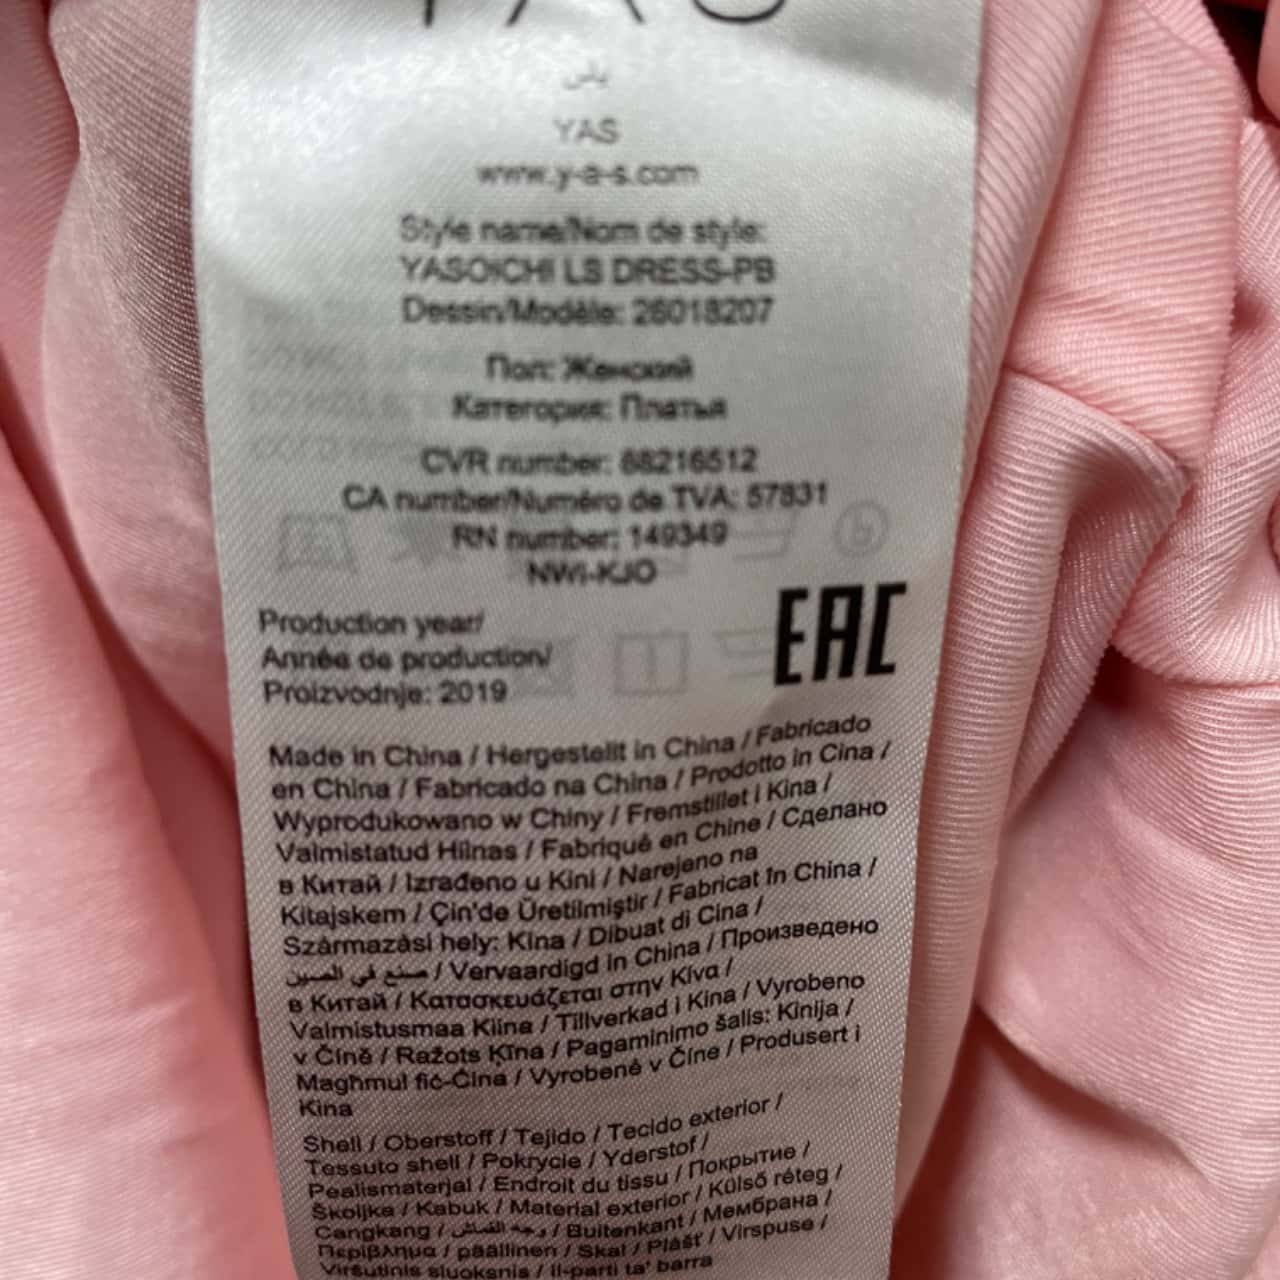 YAS
ياس
YAS
www.y-a-s.com
Style name/Nom de style:
YASOICHI LS DRESS-PB
Dessin/Modèle: 26018207
Пол: Женский
Категория: Платья
CVR number: 88216512
CA number/Numéro de TVA: 57831
RN number: 149349
NWI-KJO
EAC
Production year/
Année de production/
Proizvodnje: 2019
Made in China / Hergestellt in China / Fabricado
en China / Fabricado na China / Prodotto in Cina /
Wyprodukowano w Chiny / Fremstillet i Kina /
Valmistatud Hiinas / Fabriqué en Chine / Сделано
в Китай / Izrađeno u Kini / Narejeno na
Kitajskem / Çin'de Üretilmiştir / Fabricat în China /
Származási hely: Kína / Dibuat di Cina /
صنع في الصين / Vervaardigd in China / Произведено
в Китай / Κατασκευάζεται στην Κίνα /
Valmistusmaa Kiina / Tillverkad i Kina / Vyrobeno
v Číně / Ražots Ķīna / Pagaminimo šalis: Kinija /
Magħmul fiċ-Ċina / Vyrobené v Číne / Produsert i
Kina
Shell / Oberstoff / Tejido / Tecido exterior /
Tessuto shell / Pokrycie / Yderstof /
Pealismaterjal / Endroit du tissu / Покрытие /
Školjka / Kabuk / Material exterior / Külső réteg /
Cangkang / وجه القماش / Buitenkant / Мембрана /
Περίβλημα / päällinen / Skal / Plášť / Virspuse /
Viršutinis sluoksnis / Il-parti ta' barra